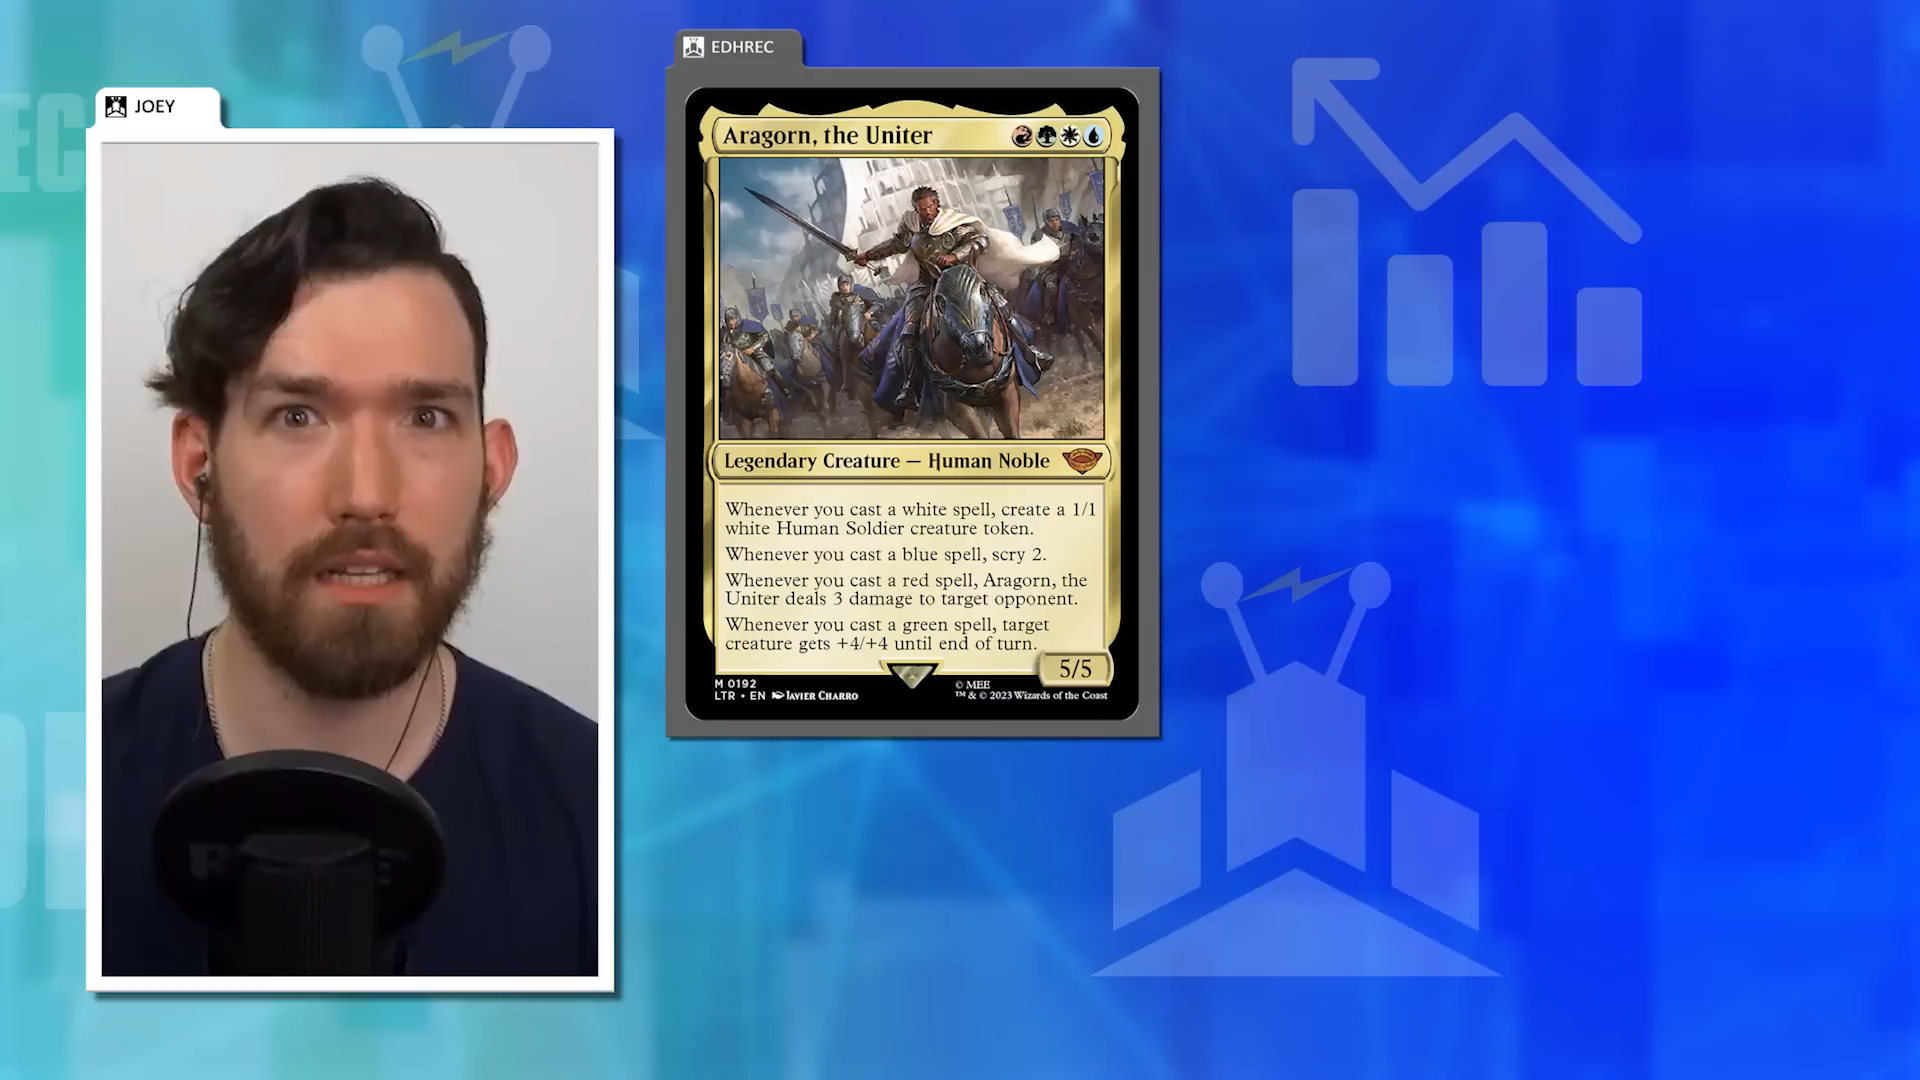 JOEY
EDHREC
Aragorn, the Uniter
Legendary Creature — Human Noble
Whenever you cast a white spell, create a 1/1
white Human Soldier creature token.
Whenever you cast a blue spell, scry 2.
Whenever you cast a red spell, Aragorn, the
Uniter deals 3 damage to target opponent.
Whenever you cast a green spell, target
creature gets +4/+4 until end of turn.
5/5
M 0192
LTR • EN JAVIER CHARRO
© MEE
™ & © 2023 Wizards of the Coast